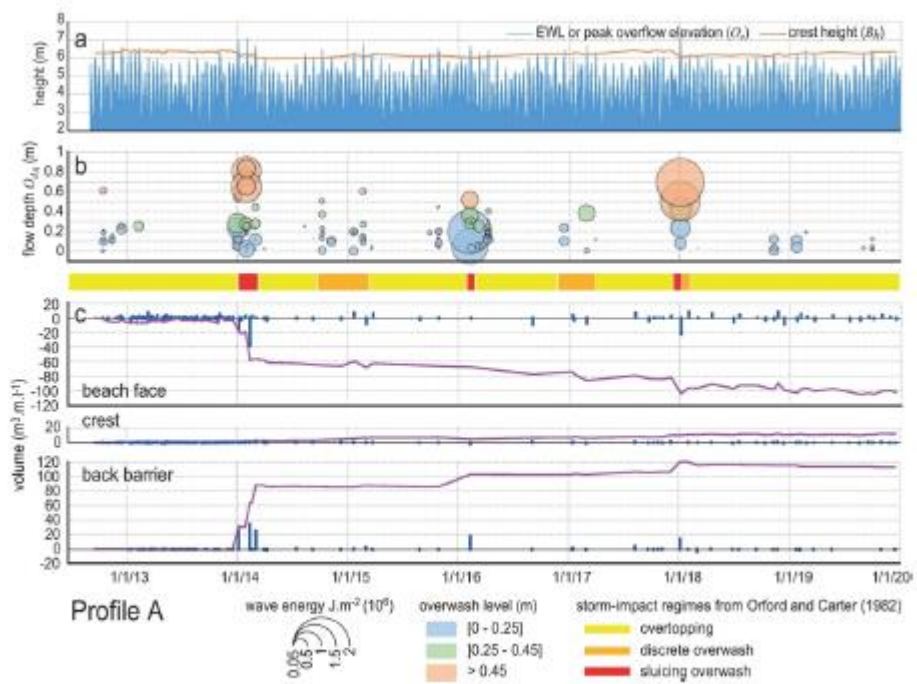 8
7
6
5
4
3
2
height (m)
a
EWL or peak overflow elevation (Oₑ)
crest height (Bₕ)
1
0.8
0.6
0.4
0.2
0
flow depth O_dₕ (m)
b
20
0
-20
-40
-60
-80
-100
-120
c
beach face
20
0
crest
volume (m³.m.l⁻¹)
120
100
80
60
40
20
0
-20
back barrier
1/1/13
1/1/14
1/1/15
1/1/16
1/1/17
1/1/18
1/1/19
1/1/20
Profile A
wave energy J.m⁻² (10⁶)
0.05
0.5
1
1.5
2
overwash level (m)
]0 - 0.25]
]0.25 - 0.45]
> 0.45
storm-impact regimes from Orford and Carter (1982)
overtopping
discrete overwash
sluicing overwash